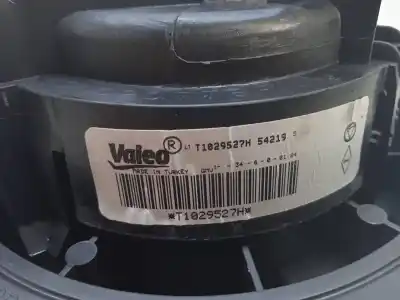 Valeo ® T1029527H 54219
MADE IN TURKEY
*T1029527H*